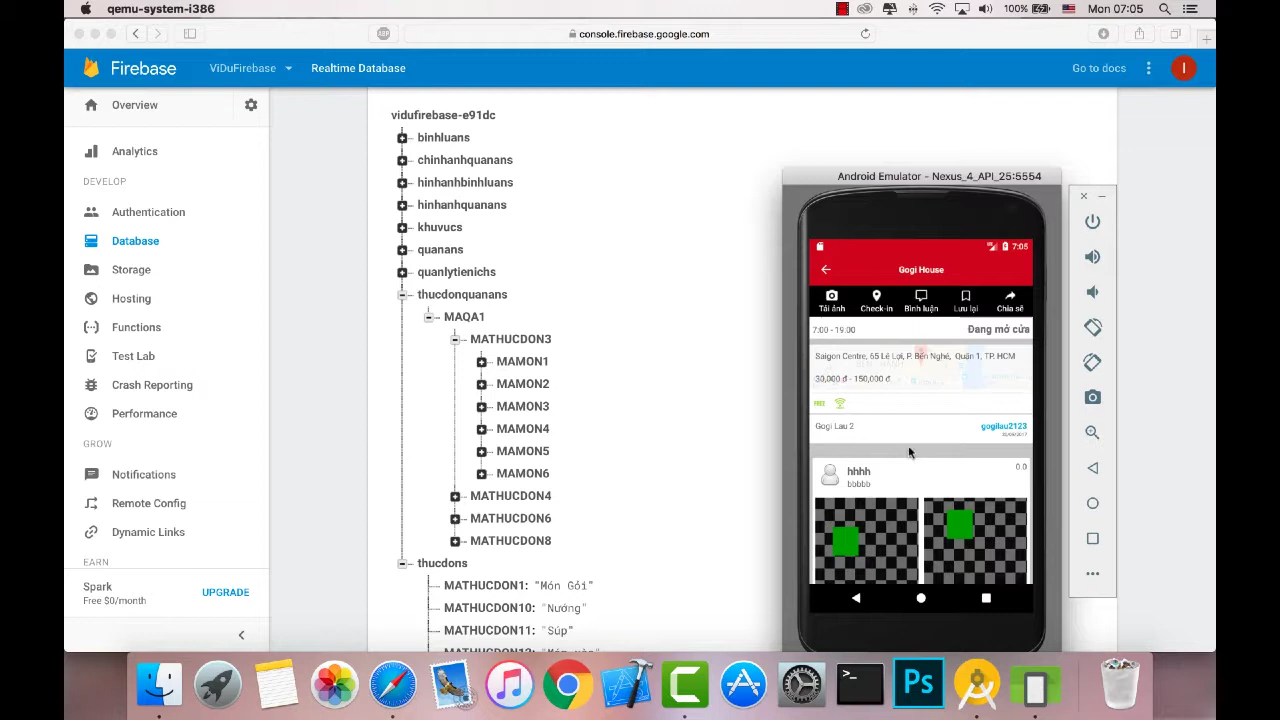 qemu-system-i386
100%
Mon 07:05
ABP
console.firebase.google.com
Firebase
ViDuFirebase
Realtime Database
Go to docs
I
Overview
Analytics
DEVELOP
Authentication
Database
Storage
Hosting
Functions
Test Lab
Crash Reporting
Performance
GROW
Notifications
Remote Config
Dynamic Links
EARN
Spark
Free $0/month
UPGRADE
vidufirebase-e91dc
binhluans
chinhanhquanans
hinhanhbinhluans
hinhanhquanans
khuvucs
quanans
quanlytienichs
thucdonquanans
MAQA1
MATHUCDON3
MAMON1
MAMON2
MAMON3
MAMON4
MAMON5
MAMON6
MATHUCDON4
MATHUCDON6
MATHUCDON8
thucdons
MATHUCDON1: "Món Gỏi"
MATHUCDON10: "Nướng"
MATHUCDON11: "Súp"
Android Emulator - Nexus_4_API_25:5554
7:05
Gogi House
Tải ảnh
Check-in
Bình luận
Lưu lại
Chia sẽ
7:00 - 19:00
Đang mở cửa
Saigon Centre, 65 Lê Lợi, P. Bến Nghé, Quận 1, TP. HCM
30,000 đ - 150,000 đ
FREE
Gogi Lau 2
gogilau2123
hhhh
0.0
bbbbb
Ps